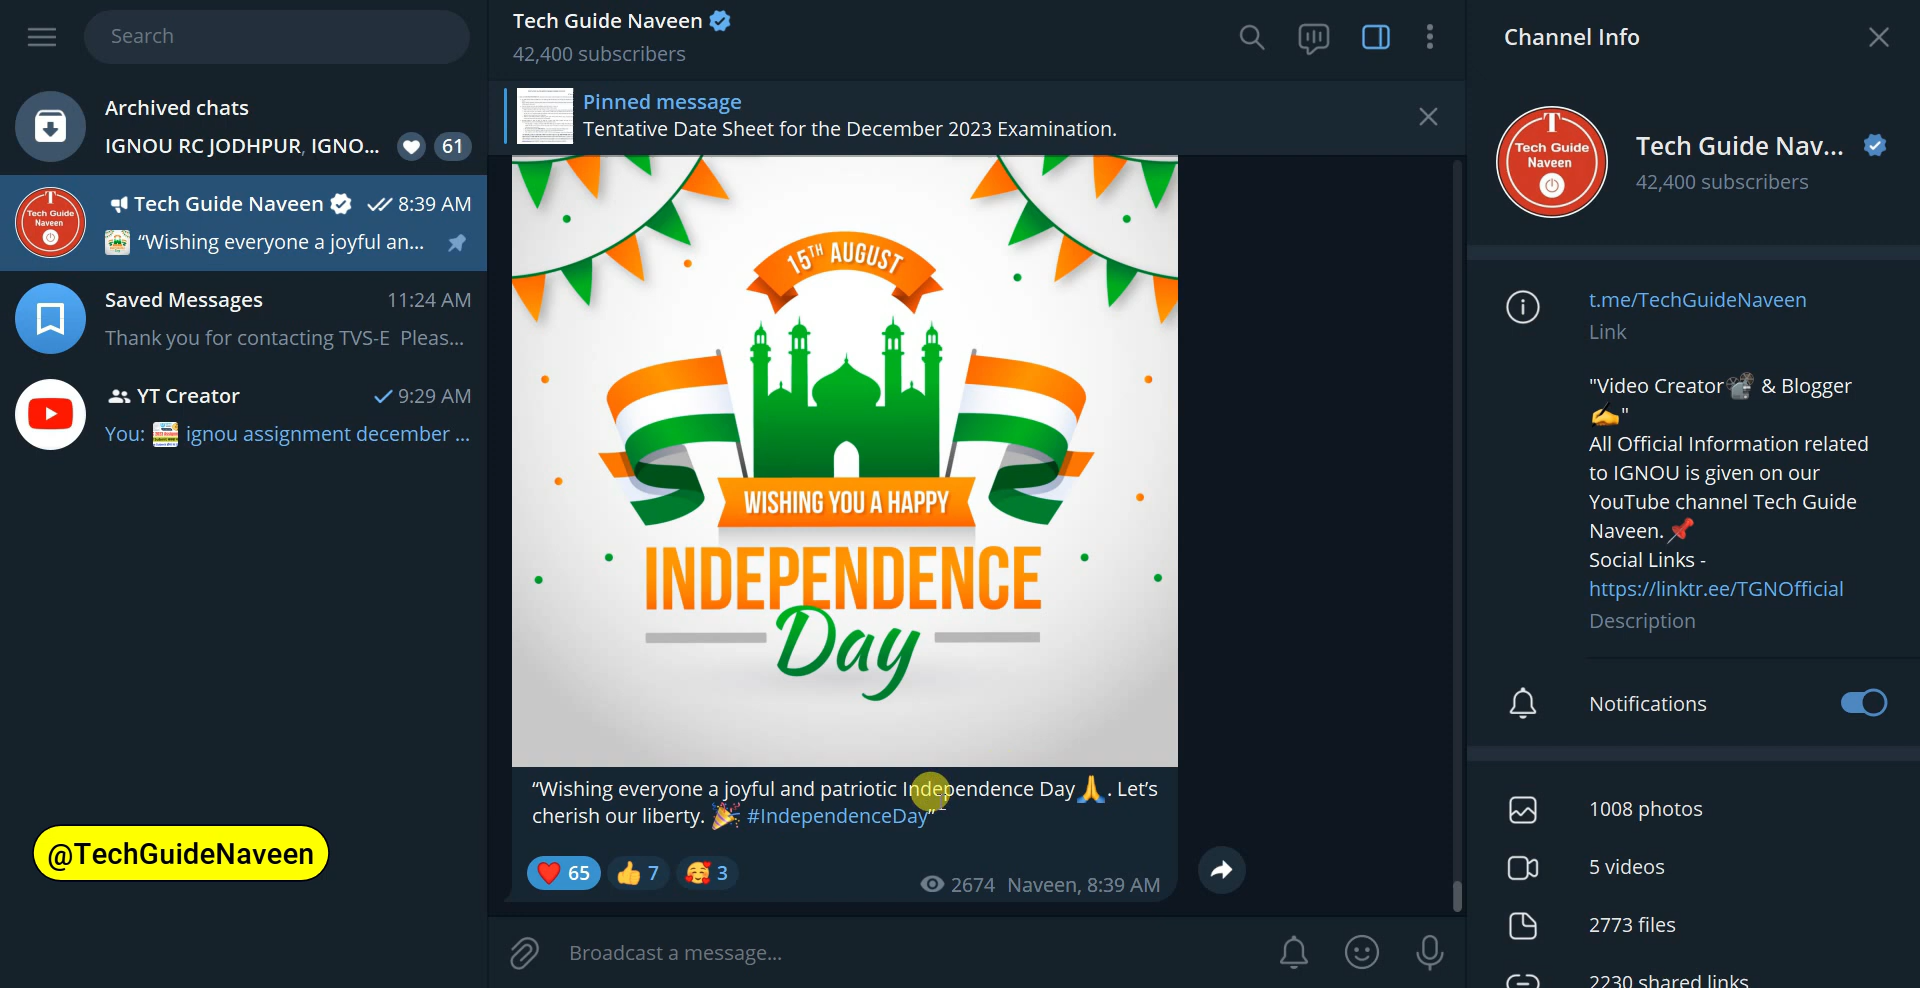 Search
Archived chats
IGNOU RC JODHPUR, IGNO...
61
Tech Guide Naveen
8:39 AM
“Wishing everyone a joyful an...
Saved Messages
11:24 AM
Thank you for contacting TVS-E Pleas...
YT Creator
9:29 AM
You: ignou assignment december ...
@TechGuideNaveen
Tech Guide Naveen
42,400 subscribers
Pinned message
Tentative Date Sheet for the December 2023 Examination.
15TH AUGUST
WISHING YOU A HAPPY
INDEPENDENCE
Day
“Wishing everyone a joyful and patriotic Independence Day🙏. Let’s
cherish our liberty. 🎉 #IndependenceDay”
❤️ 65 👍 7 🥰 3
2674 Naveen, 8:39 AM
Broadcast a message...
Channel Info
T
Tech Guide
Naveen
Tech Guide Nav...
42,400 subscribers
t.me/TechGuideNaveen
Link
"Video Creator📽️ & Blogger
✍️"
All Official Information related
to IGNOU is given on our
YouTube channel Tech Guide
Naveen.📌
Social Links -
https://linktr.ee/TGNOfficial
Description
Notifications
1008 photos
5 videos
2773 files
2230 shared links